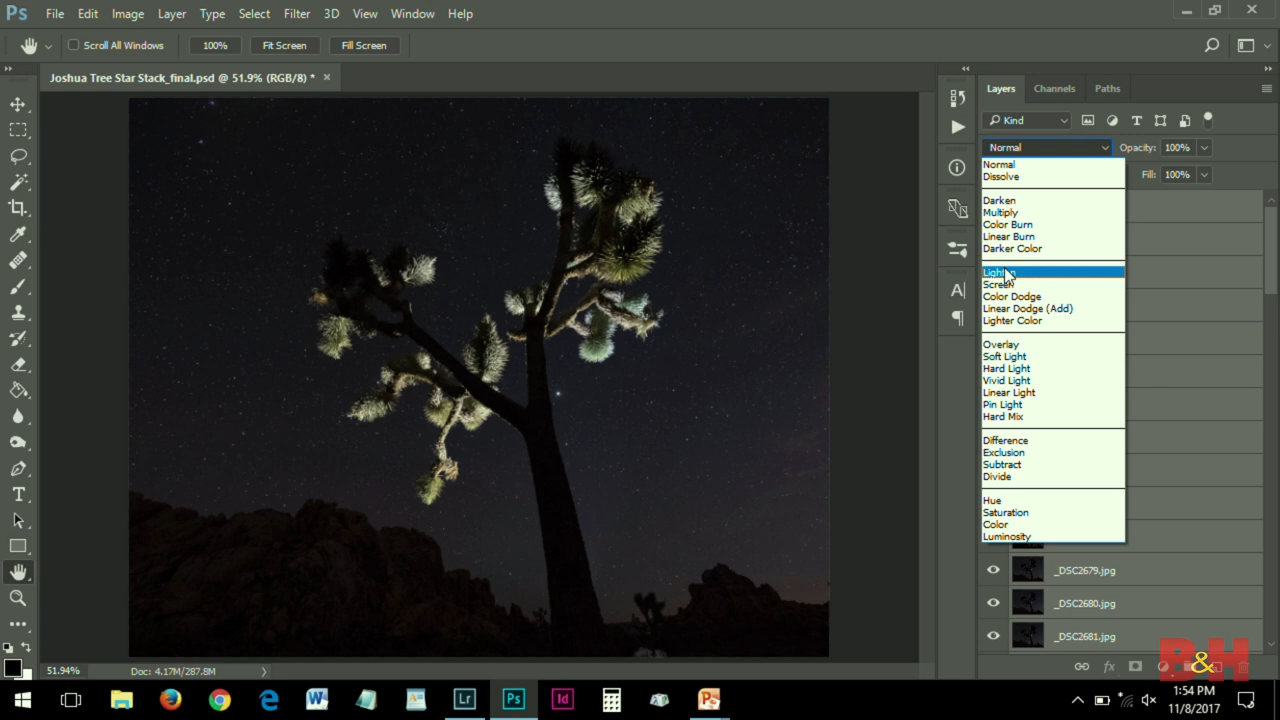 Ps File Edit Image Layer Type Select Filter 3D View Window Help
Scroll All Windows 100% Fit Screen Fill Screen
Joshua Tree Star Stack_final.psd @ 51.9% (RGB/8) * ×
Layers Channels Paths
Kind
Normal Opacity: 100%
Fill: 100%
Normal
Dissolve
Darken
Multiply
Color Burn
Linear Burn
Darker Color
Lighten
Screen
Color Dodge
Linear Dodge (Add)
Lighter Color
Overlay
Soft Light
Hard Light
Vivid Light
Linear Light
Pin Light
Hard Mix
Difference
Exclusion
Subtract
Divide
Hue
Saturation
Color
Luminosity
_DSC2679.jpg
_DSC2680.jpg
_DSC2681.jpg
51.94% Doc: 4.17M/287.8M
B&H
Lr Ps Id
1:54 PM
11/8/2017